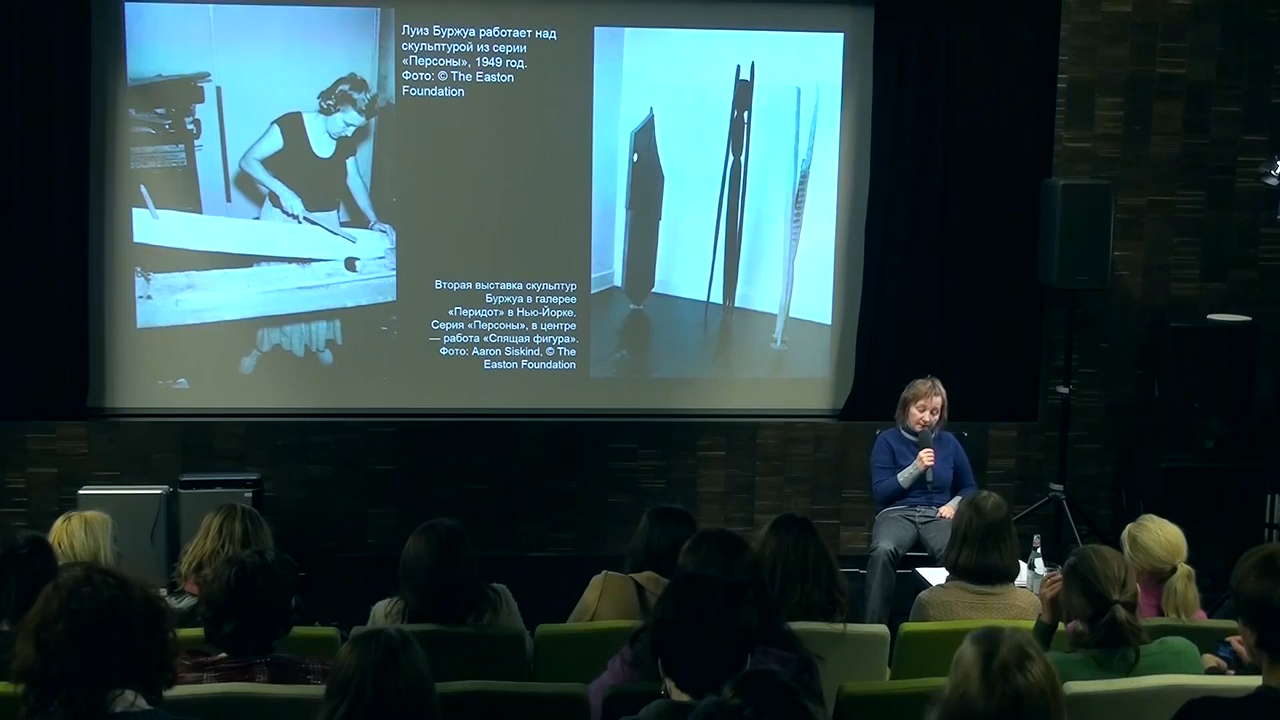 Луиз Буржуа работает над
скульптурой из серии
«Персоны», 1949 год.
Фото: © The Easton
Foundation
Вторая выставка скульптур
Буржуа в галерее
«Перидот» в Нью-Йорке.
Серия «Персоны», в центре
— работа «Спящая фигура».
Фото: Aaron Siskind, © The
Easton Foundation